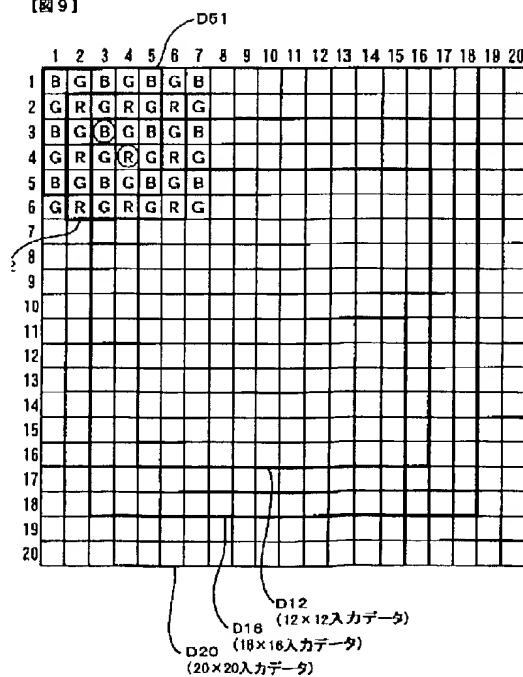 【図9】
D51
1 2 3 4 5 6 7 8 9 10 11 12 13 14 15 16 17 18 19 20
1 B G B G B G B
2 G R G R G R G
3 B G B G B G B
4 G R G R G R G
5 B G B G B G B
6 G R G R G R G
7
8
9
10
11
12
13
14
15
16
17
18
19
20
D12
(12×12入力データ)
D16
(16×16入力データ)
D20
(20×20入力データ)